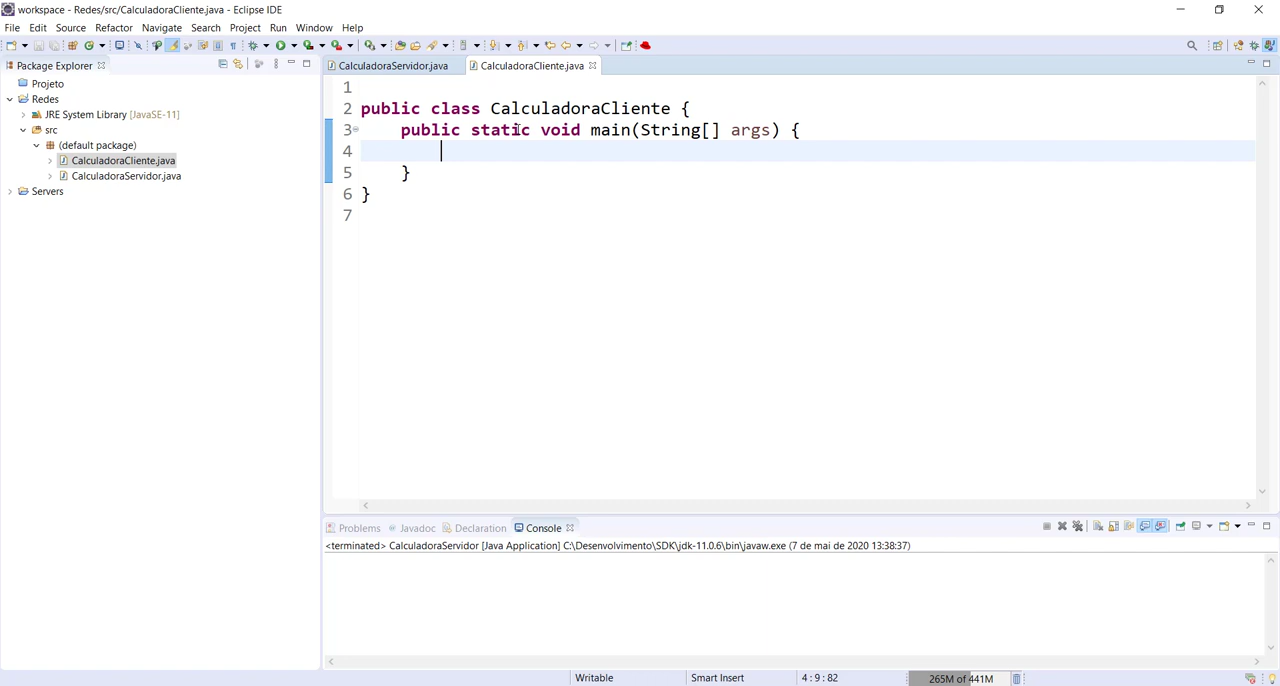 workspace - Redes/src/CalculadoraCliente.java - Eclipse IDE
File Edit Source Refactor Navigate Search Project Run Window Help
Package Explorer
CalculadoraServidor.java
CalculadoraCliente.java
Projeto
Redes
JRE System Library [JavaSE-11]
src
(default package)
CalculadoraCliente.java
CalculadoraServidor.java
Servers
1
2 public class CalculadoraCliente {
3 public static void main(String[] args) {
4
5 }
6 }
7
Problems Javadoc Declaration Console
<terminated> CalculadoraServidor [Java Application] C:\Desenvolvimento\SDK\jdk-11.0.6\bin\javaw.exe (7 de mai de 2020 13:38:37)
Writable Smart Insert 4 : 9 : 82 265M of 441M